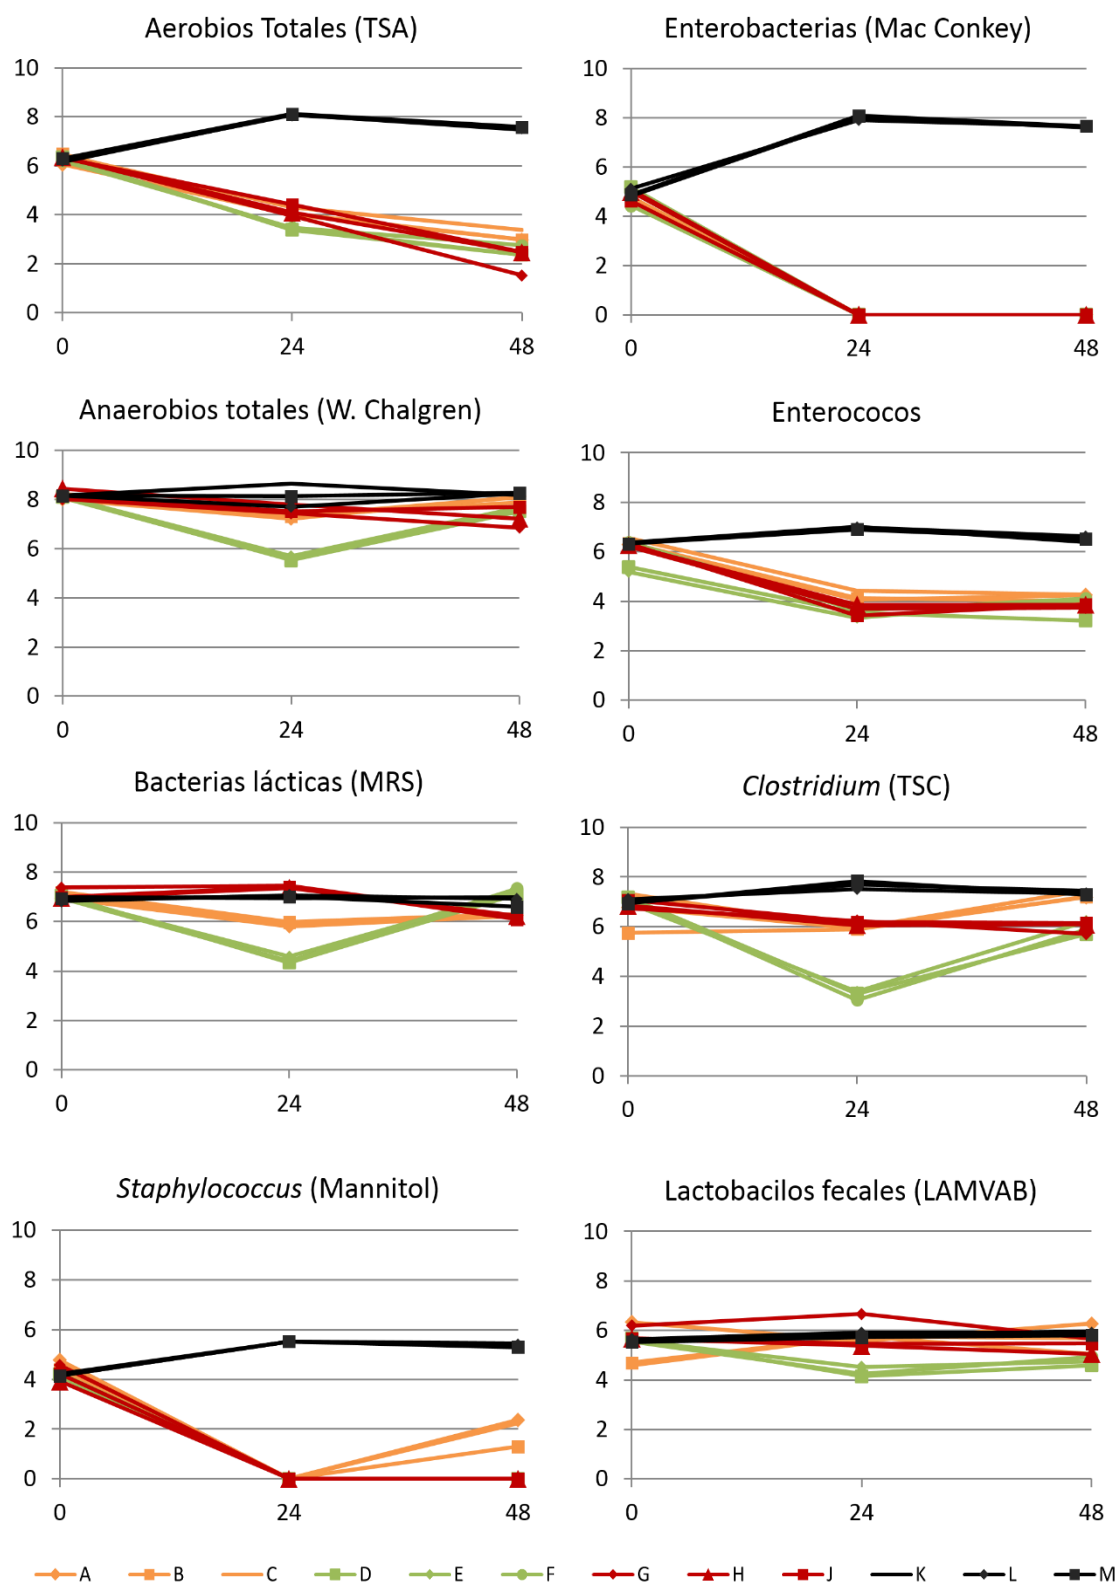 Aerobios Totales (TSA)
10
8
6
4
2
0
0 24 48
Enterobacterias (Mac Conkey)
10
8
6
4
2
0
0 24 48
Anaerobios totales (W. Chalgren)
10
8
6
4
2
0
0 24 48
Enterococos
10
8
6
4
2
0
0 24 48
Bacterias lácticas (MRS)
10
8
6
4
2
0
0 24 48
Clostridium (TSC)
10
8
6
4
2
0
0 24 48
Staphylococcus (Mannitol)
10
8
6
4
2
0
0 24 48
Lactobacilos fecales (LAMVAB)
10
8
6
4
2
0
0 24 48
A B C D E F G H J K L M